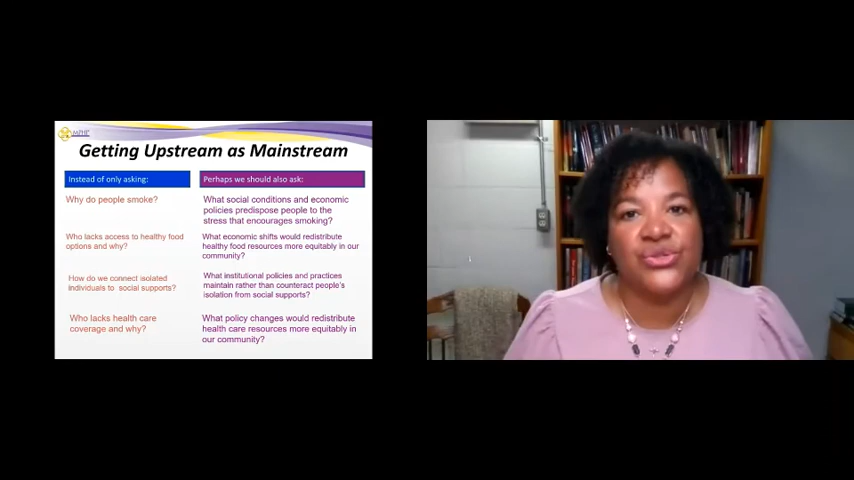 Getting Upstream as Mainstream
Instead of only asking:
Perhaps we should also ask:
Why do people smoke?
What social conditions and economic
policies predispose people to the
stress that encourages smoking?
Who lacks access to healthy food
options and why?
What economic shifts would redistribute
healthy food resources more equitably in our
community?
How do we connect isolated
individuals to social supports?
What institutional policies and practices
maintain rather than counteract people's
isolation from social supports?
Who lacks health care
coverage and why?
What policy changes would redistribute
health care resources more equitably in
our community?